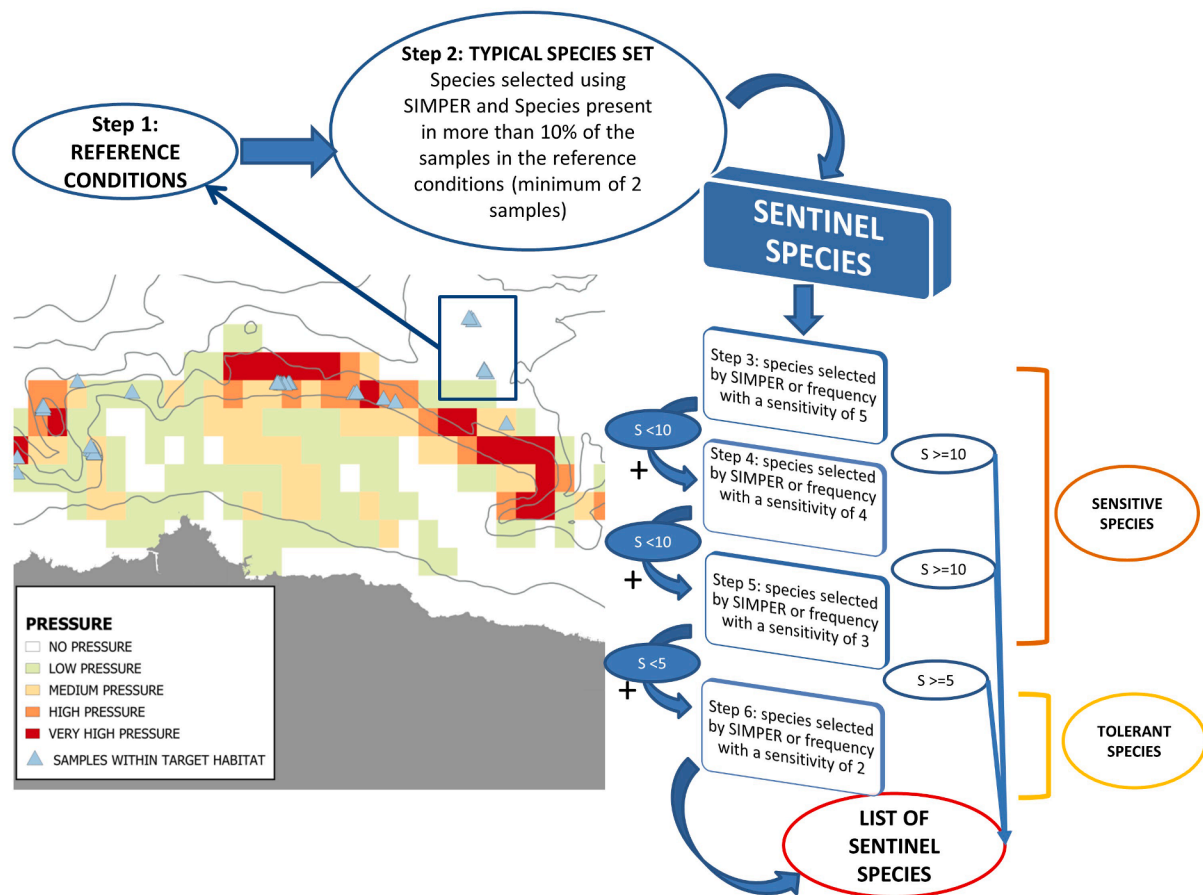 Step 1:
REFERENCE
CONDITIONS
Step 2: TYPICAL SPECIES SET
Species selected using
SIMPER and Species present
in more than 10% of the
samples in the reference
conditions (minimum of 2
samples)
SENTINEL
SPECIES
Step 3: species selected
by SIMPER or frequency
with a sensitivity of 5
S <10
+
S >=10
Step 4: species selected
by SIMPER or frequency
with a sensitivity of 4
S <10
+
S >=10
Step 5: species selected
by SIMPER or frequency
with a sensitivity of 3
S <5
+
S >=5
Step 6: species selected
by SIMPER or frequency
with a sensitivity of 2
SENSITIVE
SPECIES
TOLERANT
SPECIES
LIST OF
SENTINEL
SPECIES
PRESSURE
NO PRESSURE
LOW PRESSURE
MEDIUM PRESSURE
HIGH PRESSURE
VERY HIGH PRESSURE
SAMPLES WITHIN TARGET HABITAT